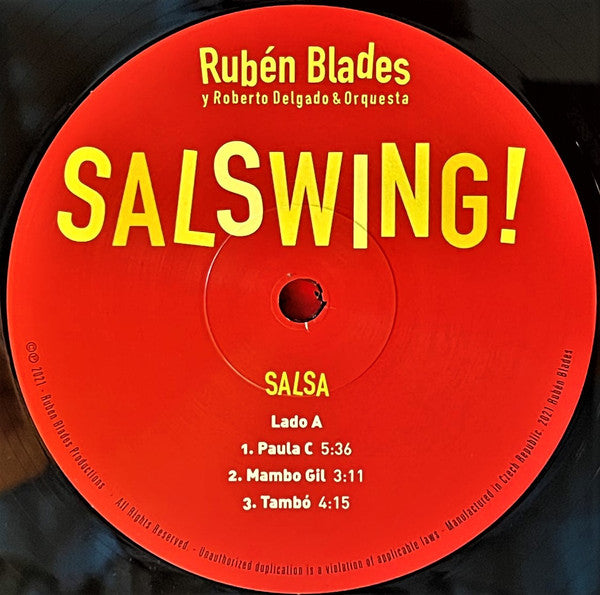 Rubén Blades
y Roberto Delgado & Orquesta
SALSWING!
SALSA
Lado A
1. Paula C 5:36
2. Mambo Gil 3:11
3. Tambó 4:15
© ℗ 2021 - Ruben Blades Productions - All Rights Reserved - Unauthorized duplication is a violation of applicable laws - Manufactured in Czech Republic. 2021 Rubén Blades